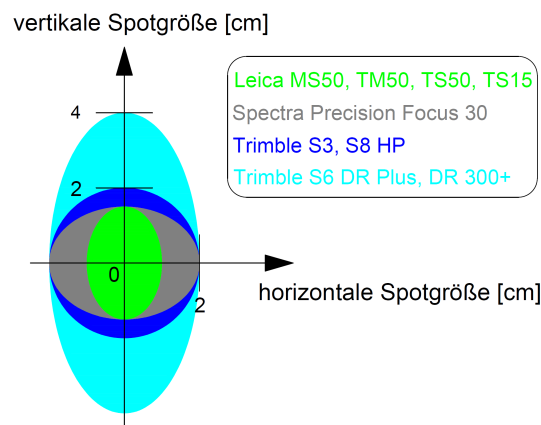 vertikale Spotgröße [cm]
Leica MS50, TM50, TS50, TS15
Spectra Precision Focus 30
Trimble S3, S8 HP
Trimble S6 DR Plus, DR 300+
4
2
0
2
horizontale Spotgröße [cm]